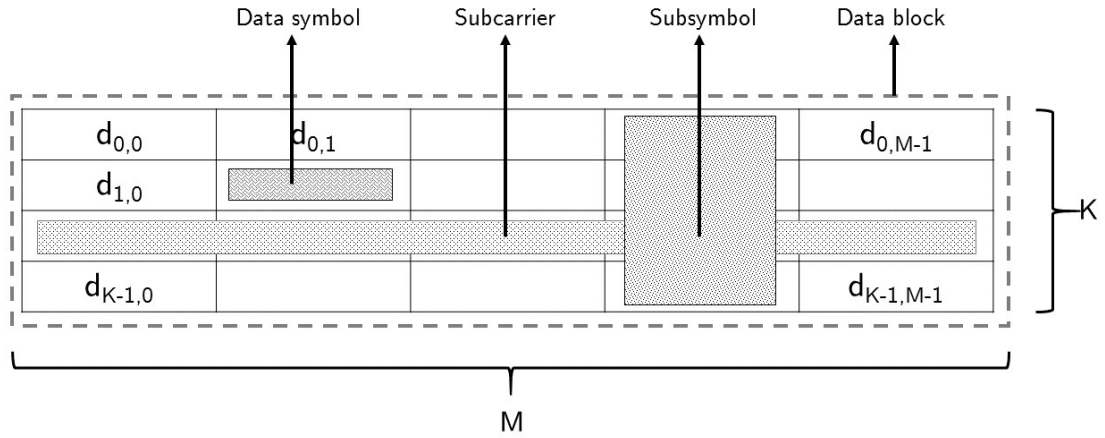 Data symbol Subcarrier Subsymbol Data block
d0,0 d0,1 d0,M-1
d1,0
K
dK-1,0 dK-1,M-1
M